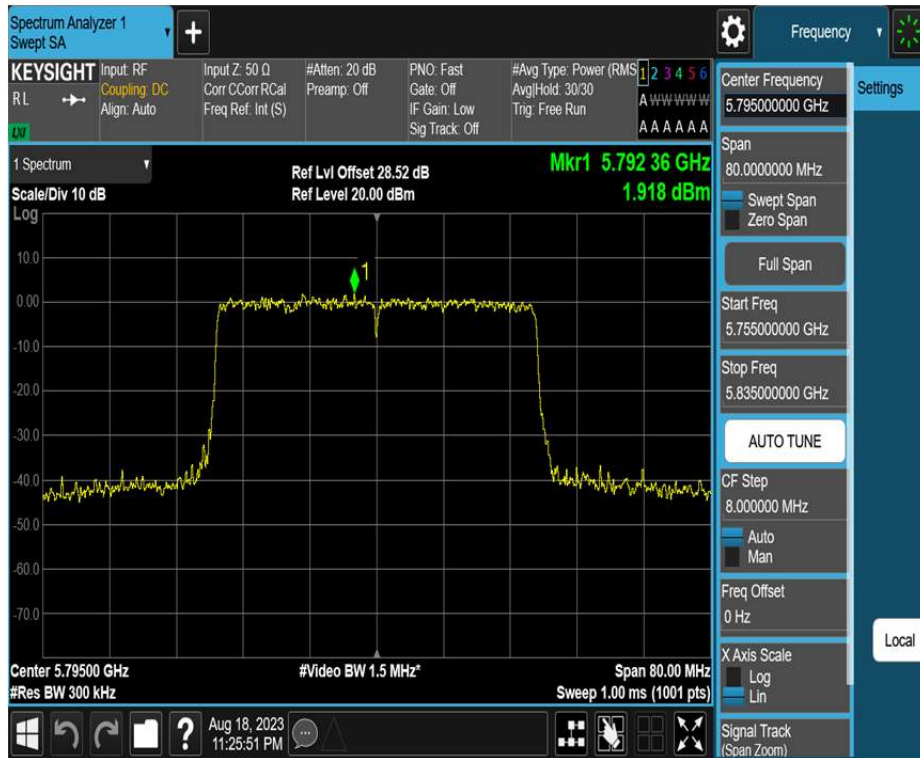 Spectrum Analyzer 1
Swept SA
+
Frequency
KEYSIGHT
R L
LXI
Input: RF
Coupling: DC
Align: Auto
Input Z: 50 Ω
Corr CCorr RCal
Freq Ref: Int (S)
#Atten: 20 dB
Preamp: Off
PNO: Fast
Gate: Off
IF Gain: Low
Sig Track: Off
#Avg Type: Power (RMS
Avg|Hold: 30/30
Trig: Free Run
1 2 3 4 5 6
A W W W W W
A A A A A A
Center Frequency
5.795000000 GHz
Settings
1 Spectrum
Scale/Div 10 dB
Log
Ref Lvl Offset 28.52 dB
Ref Level 20.00 dBm
Mkr1 5.792 36 GHz
1.918 dBm
Span
80.0000000 MHz
Swept Span
Zero Span
Full Span
Start Freq
5.755000000 GHz
Stop Freq
5.835000000 GHz
AUTO TUNE
CF Step
8.000000 MHz
Auto
Man
Freq Offset
0 Hz
X Axis Scale
Log
Lin
Signal Track
(Span Zoom)
Local
1
10.0
0.00
-10.0
-20.0
-30.0
-40.0
-50.0
-60.0
-70.0
Center 5.79500 GHz
#Res BW 300 kHz
#Video BW 1.5 MHz*
Span 80.00 MHz
Sweep 1.00 ms (1001 pts)
?
Aug 18, 2023
11:25:51 PM